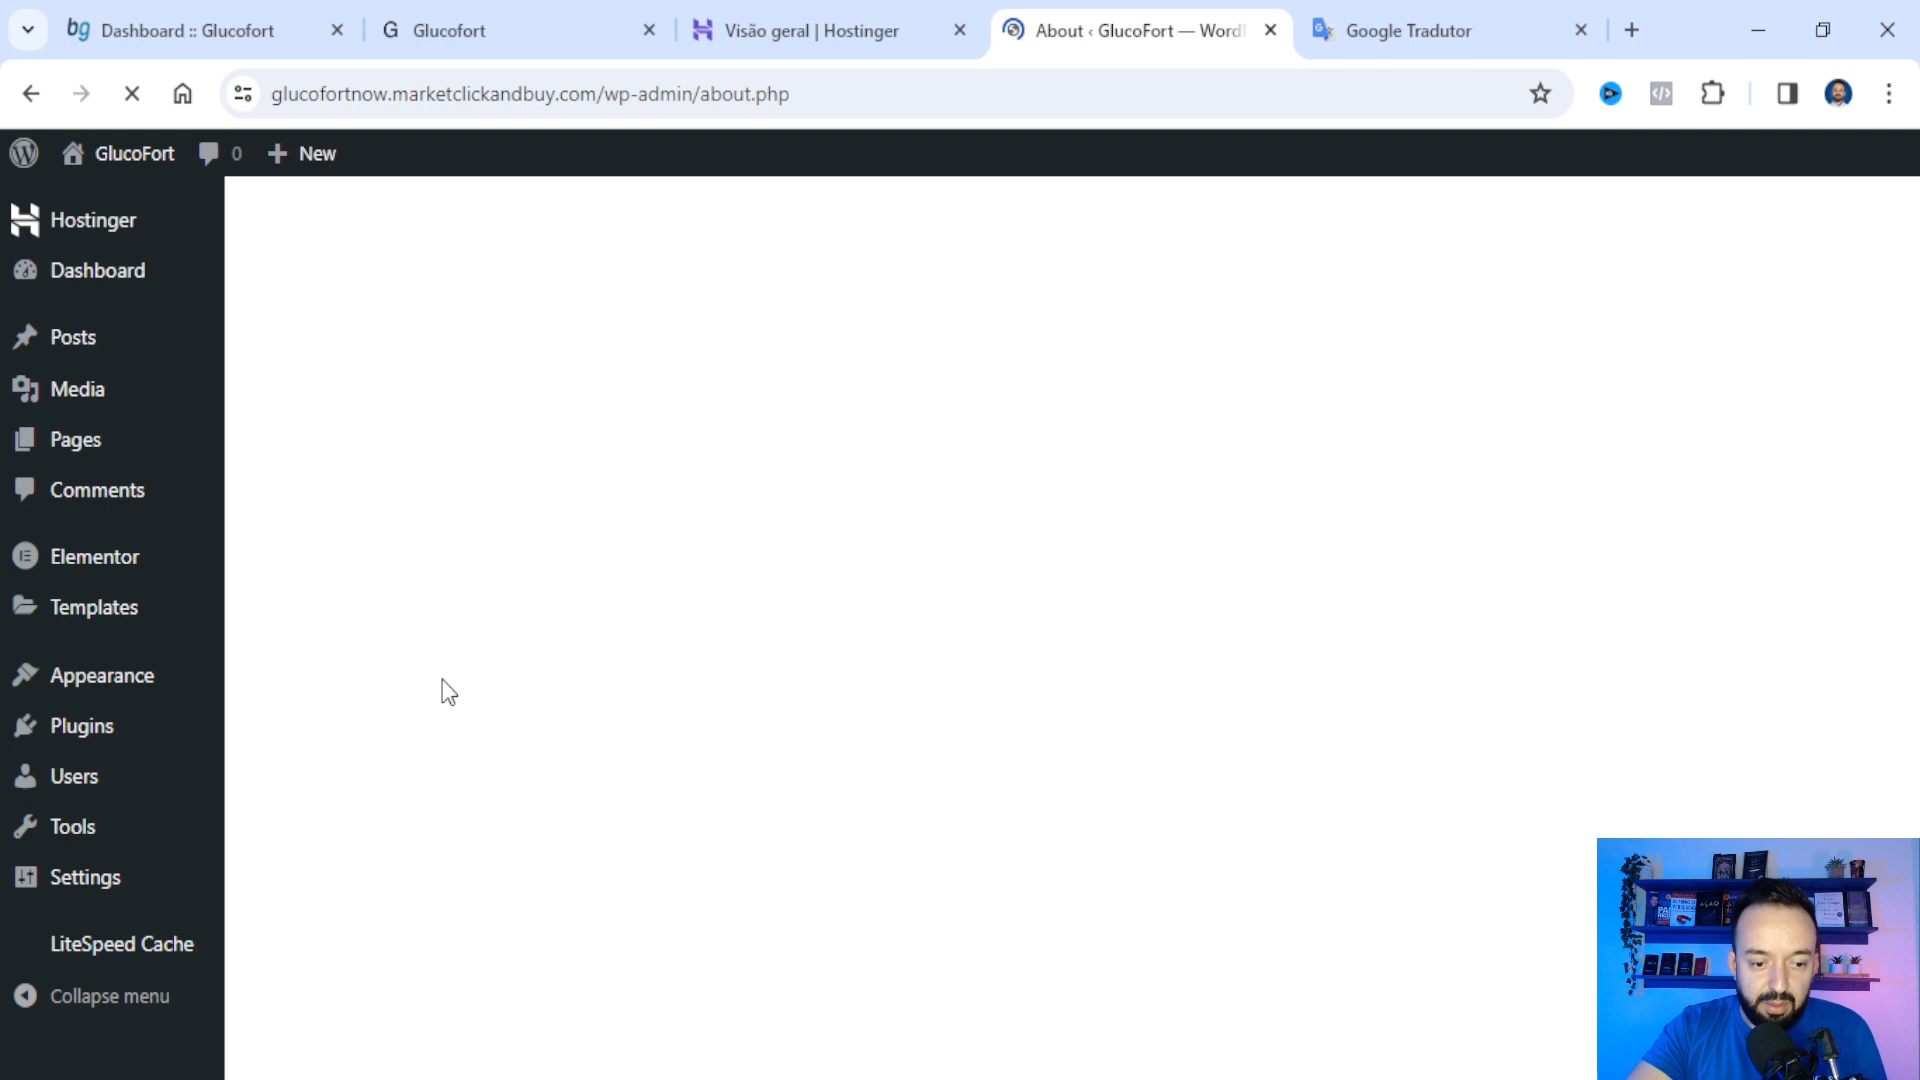 bg Dashboard :: Glucofort
G Glucofort
Visão geral | Hostinger
About ‹ GlucoFort — Word
Google Tradutor
glucofortnow.marketclickandbuy.com/wp-admin/about.php
GlucoFort 0 + New
Hostinger
Dashboard
Posts
Media
Pages
Comments
Elementor
Templates
Appearance
Plugins
Users
Tools
Settings
LiteSpeed Cache
Collapse menu
AÇÃO